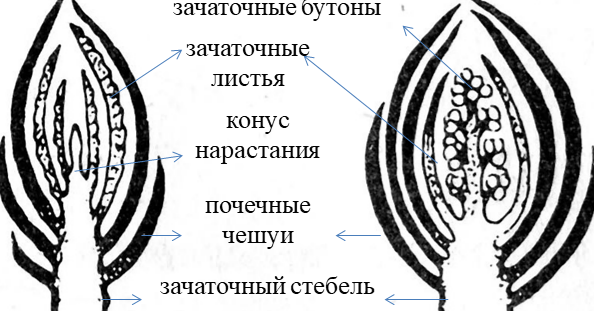 зачаточные бутоны
зачаточные
листья
конус
нарастания
почечные
чешуи
зачаточный стебель